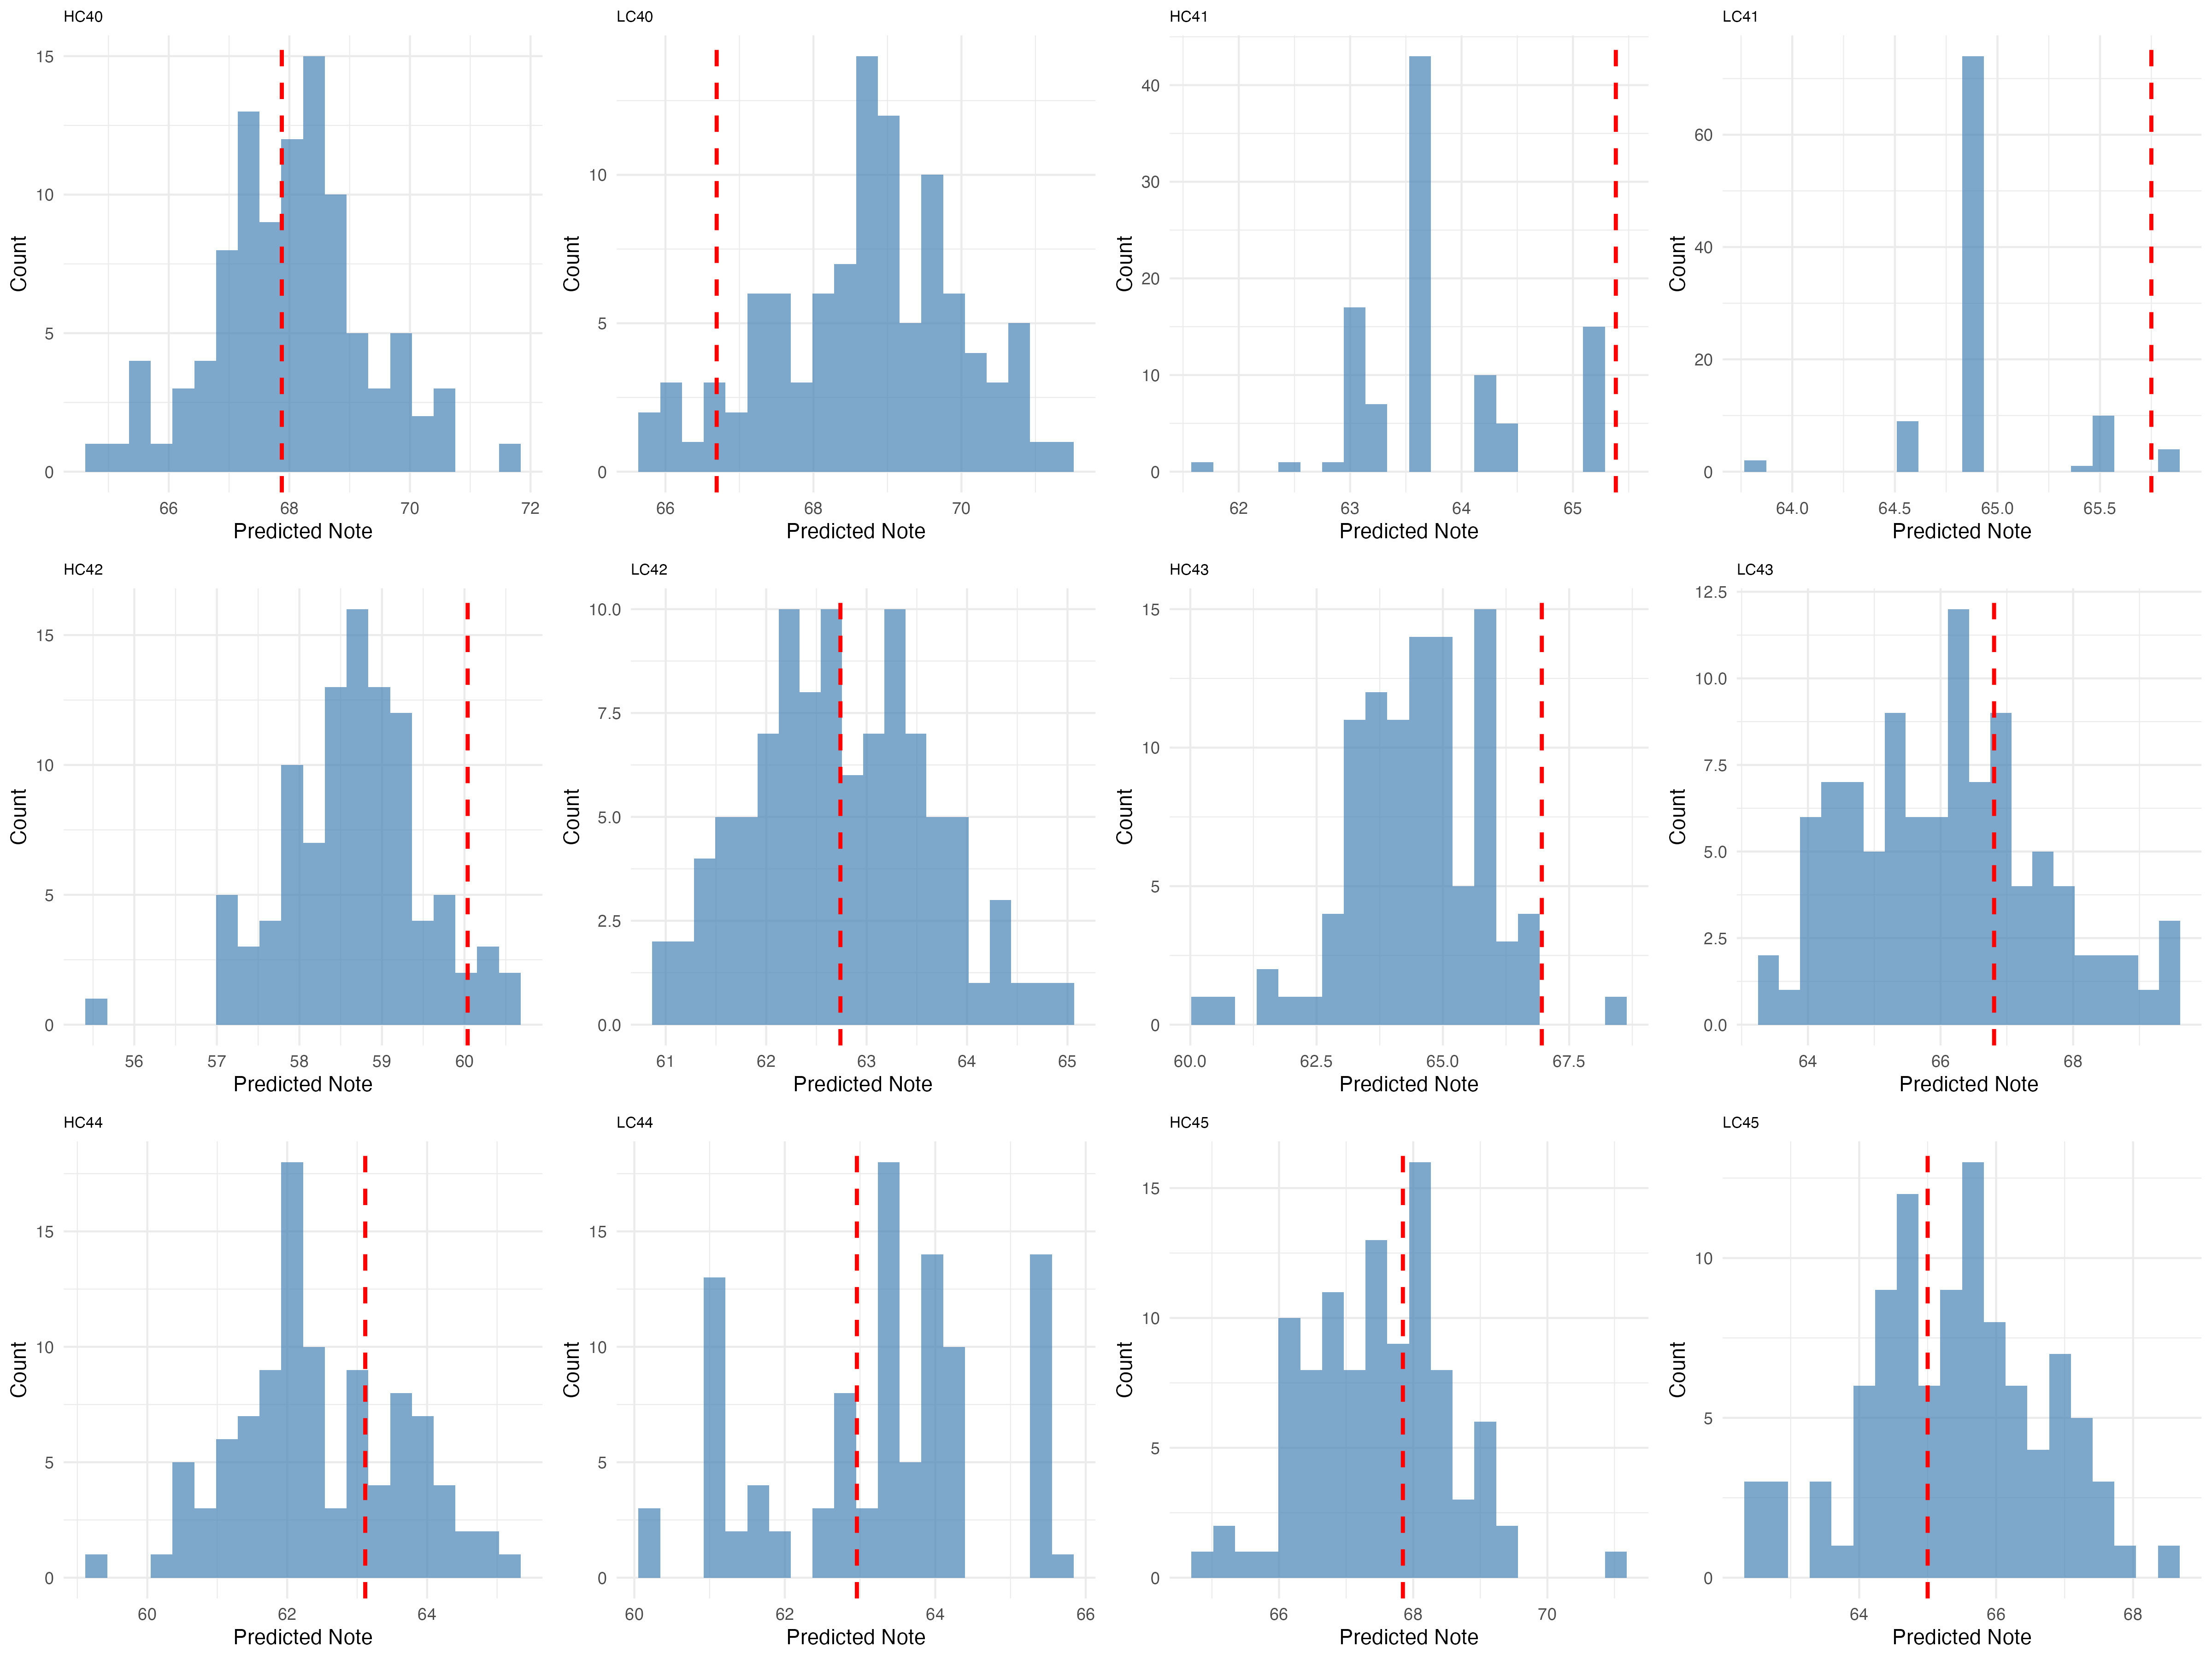 HC40
15
10
5
0
Count
66 68 70 72
Predicted Note
LC40
10
5
0
Count
66 68 70
Predicted Note
HC41
40
30
20
10
0
Count
62 63 64 65
Predicted Note
LC41
60
40
20
0
Count
64.0 64.5 65.0 65.5
Predicted Note
HC42
15
10
5
0
Count
56 57 58 59 60
Predicted Note
LC42
10.0
7.5
5.0
2.5
0.0
Count
61 62 63 64 65
Predicted Note
HC43
15
10
5
0
Count
60.0 62.5 65.0 67.5
Predicted Note
LC43
12.5
10.0
7.5
5.0
2.5
0.0
Count
64 66 68
Predicted Note
HC44
15
10
5
0
Count
60 62 64
Predicted Note
LC44
15
10
5
0
Count
60 62 64 66
Predicted Note
HC45
15
10
5
0
Count
66 68 70
Predicted Note
LC45
10
5
0
Count
64 66 68
Predicted Note